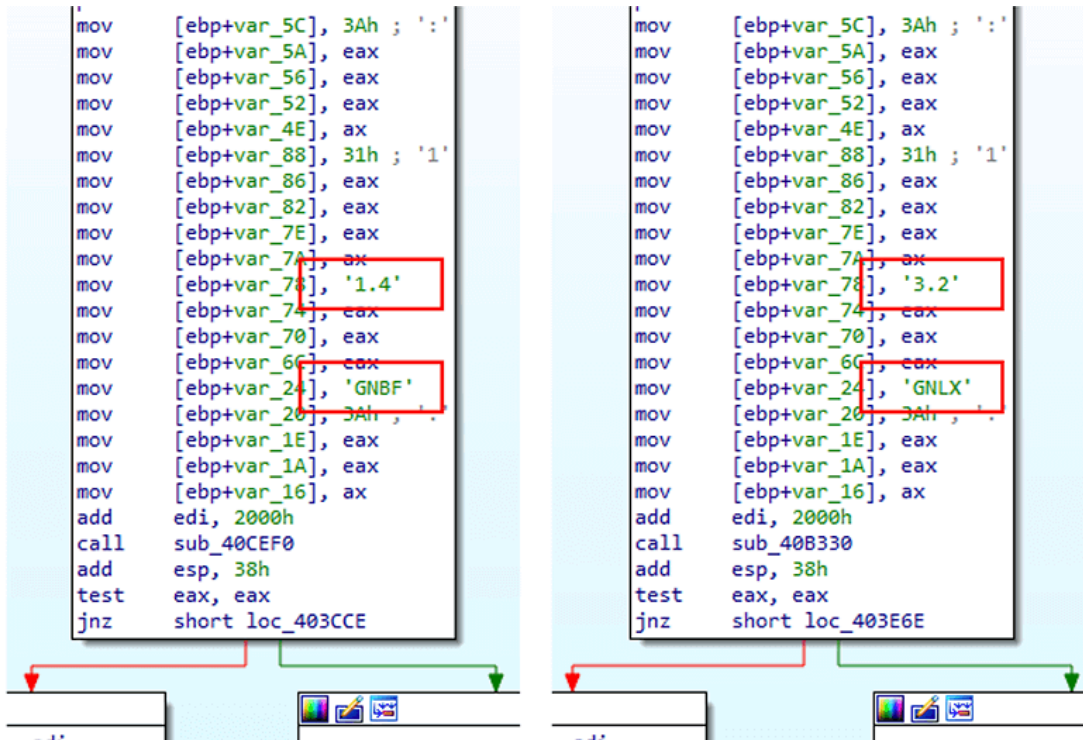 mov [ebp+var_5C], 3Ah ; ':'
mov [ebp+var_5A], eax
mov [ebp+var_56], eax
mov [ebp+var_52], eax
mov [ebp+var_4E], ax
mov [ebp+var_88], 31h ; '1'
mov [ebp+var_86], eax
mov [ebp+var_82], eax
mov [ebp+var_7E], eax
mov [ebp+var_7A], ax
mov [ebp+var_78], '1.4'
mov [ebp+var_74], eax
mov [ebp+var_70], eax
mov [ebp+var_6C], eax
mov [ebp+var_24], 'GNBF'
mov [ebp+var_20], 3Ah ; ':'
mov [ebp+var_1E], eax
mov [ebp+var_1A], eax
mov [ebp+var_16], ax
add edi, 2000h
call sub_40CEF0
add esp, 38h
test eax, eax
jnz short loc_403CCE
mov [ebp+var_5C], 3Ah ; ':'
mov [ebp+var_5A], eax
mov [ebp+var_56], eax
mov [ebp+var_52], eax
mov [ebp+var_4E], ax
mov [ebp+var_88], 31h ; '1'
mov [ebp+var_86], eax
mov [ebp+var_82], eax
mov [ebp+var_7E], eax
mov [ebp+var_7A], ax
mov [ebp+var_78], '3.2'
mov [ebp+var_74], eax
mov [ebp+var_70], eax
mov [ebp+var_6C], eax
mov [ebp+var_24], 'GNLX'
mov [ebp+var_20], 3Ah ; ':'
mov [ebp+var_1E], eax
mov [ebp+var_1A], eax
mov [ebp+var_16], ax
add edi, 2000h
call sub_40B330
add esp, 38h
test eax, eax
jnz short loc_403E6E